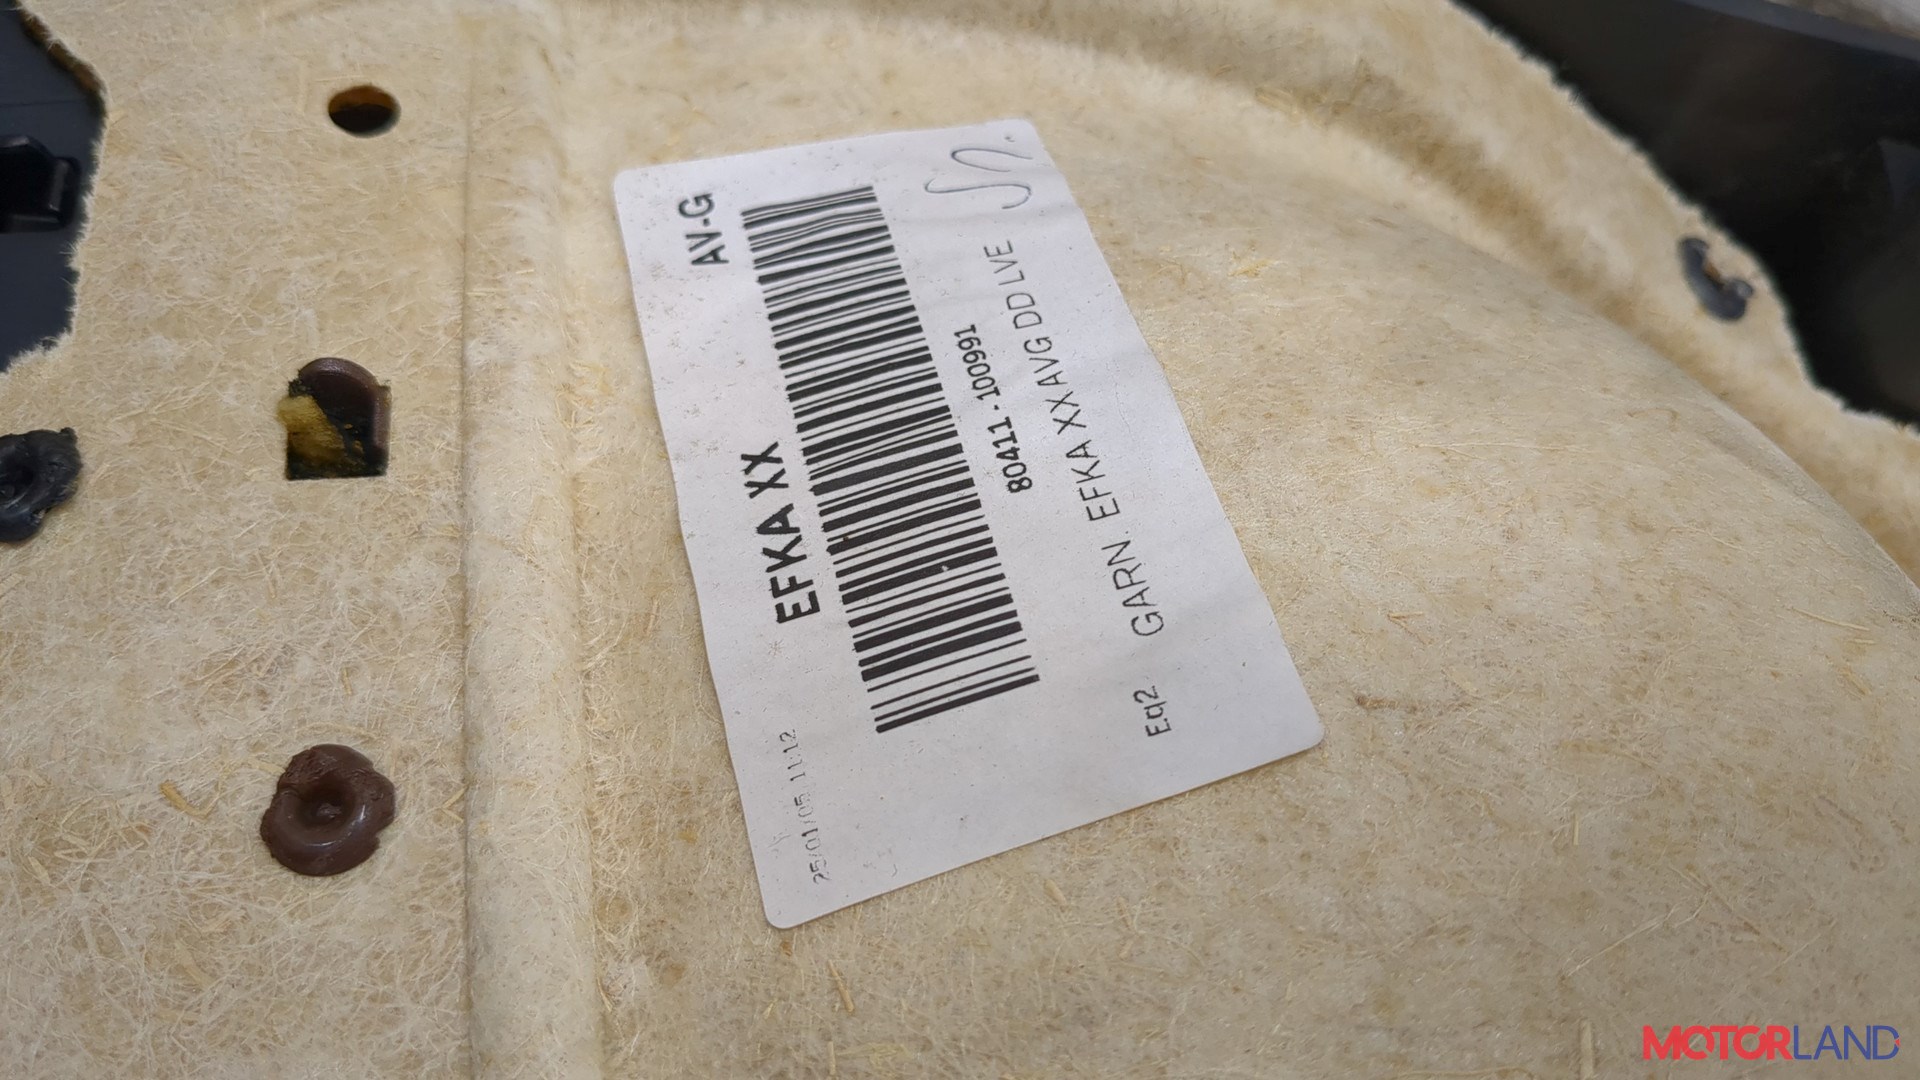 EFKA XX AV-G
25/01/05 11:12
80411 - 100991
Eq2 GARN. EFKA XX AVG DD LVE
MOTORLAND